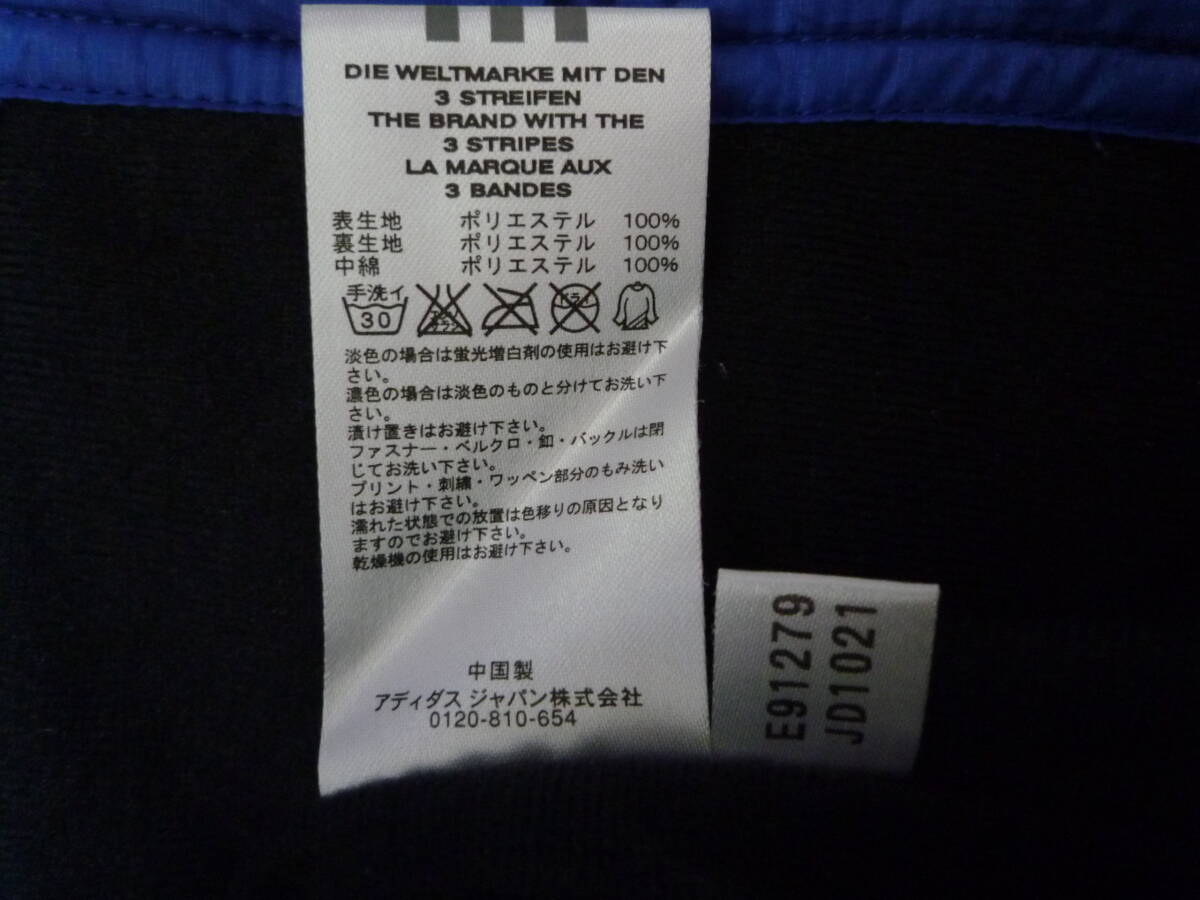 DIE WELTMARKE MIT DEN
3 STREIFEN
THE BRAND WITH THE
3 STRIPES
LA MARQUE AUX
3 BANDES
表生地 ポリエステル 100%
裏生地 ポリエステル 100%
中綿 ポリエステル 100%
手洗イ
30
ドライ
淡色の場合は蛍光増白剤の使用はお避け下
さい。
濃色の場合は淡色のものと分けてお洗い下
さい。
漬け置きはお避け下さい。
ファスナー・ベルクロ・釦・バックルは閉
じてお洗い下さい。
プリント・刺繍・ワッペン部分のもみ洗い
はお避け下さい。
濡れた状態での放置は色移りの原因となり
ますのでお避け下さい。
乾燥機の使用はお避け下さい。
中国製
アディダス ジャパン株式会社
0120-810-654
E91279
JD1021